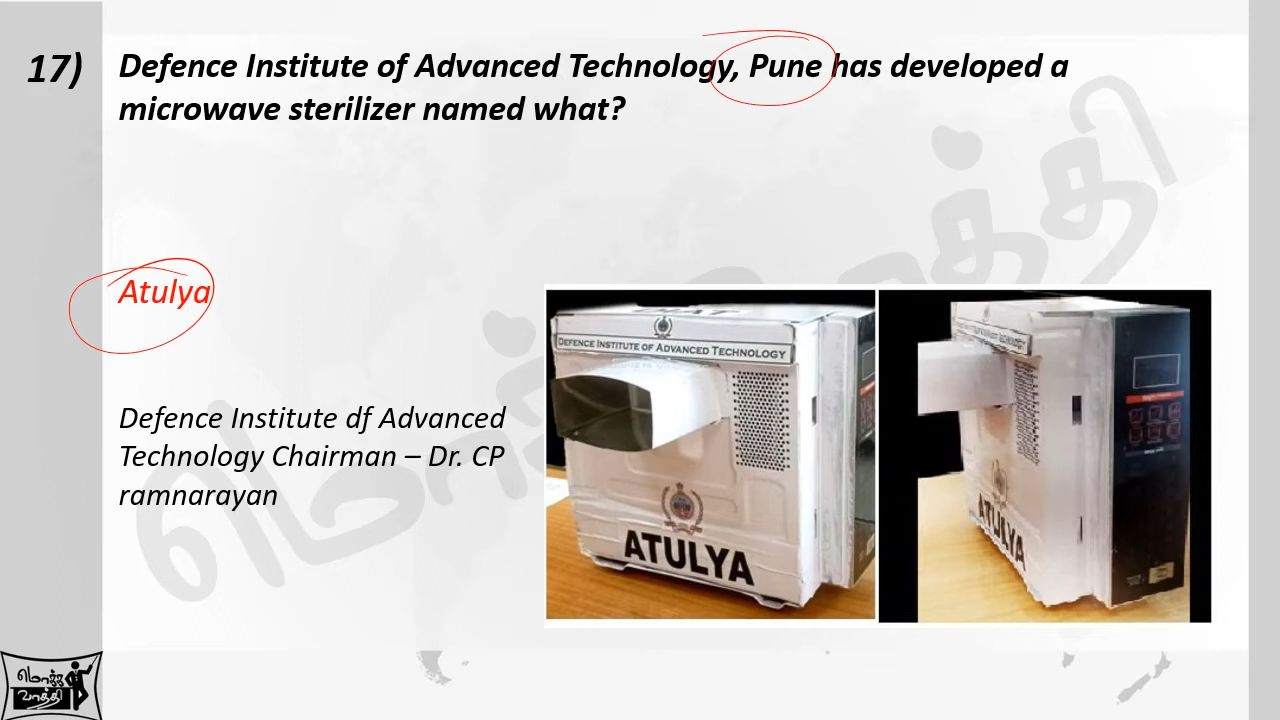 17) Defence Institute of Advanced Technology, Pune has developed a
microwave sterilizer named what?
Atulya
Defence Institute df Advanced
Technology Chairman – Dr. CP
ramnarayan
DEFENCE INSTITUTE OF ADVANCED TECHNOLOGY
ATULYA
ATULYA
மொக்க
வாத்தி